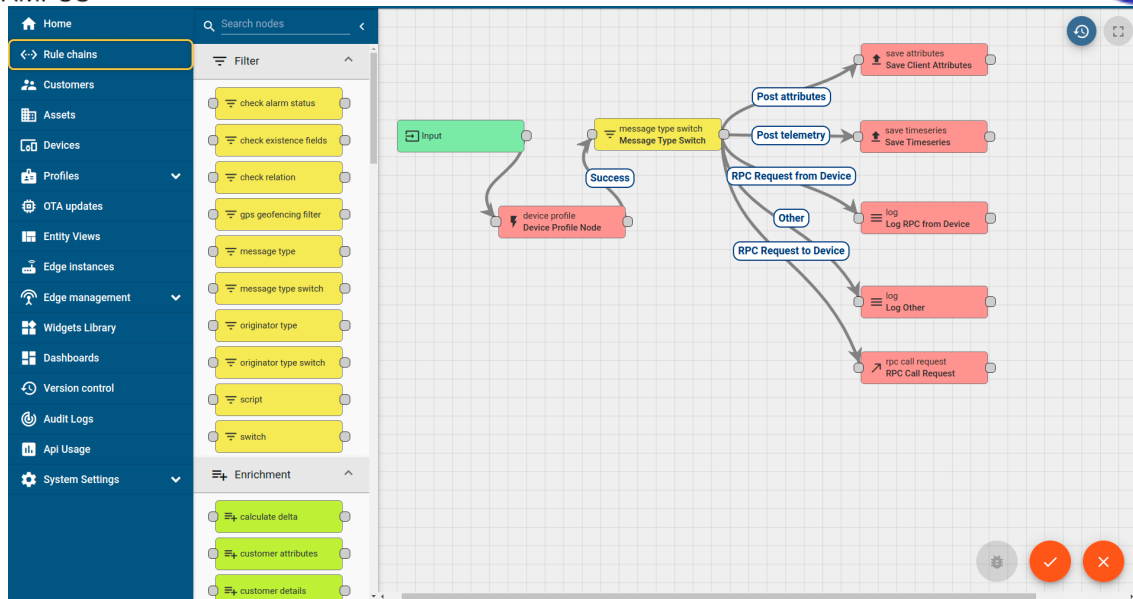 Home
Rule chains
Customers
Assets
Devices
Profiles
OTA updates
Entity Views
Edge instances
Edge management
Widgets Library
Dashboards
Version control
Audit Logs
Api Usage
System Settings
Search nodes
Filter
check alarm status
check existence fields
check relation
gps geofencing filter
message type
message type switch
originator type
originator type switch
script
switch
Enrichment
calculate delta
customer attributes
customer details
Input
device profile
Device Profile Node
Success
message type switch
Message Type Switch
Post attributes
Post telemetry
RPC Request from Device
Other
RPC Request to Device
save attributes
Save Client Attributes
save timeseries
Save Timeseries
log
Log RPC from Device
log
Log Other
rpc call request
RPC Call Request